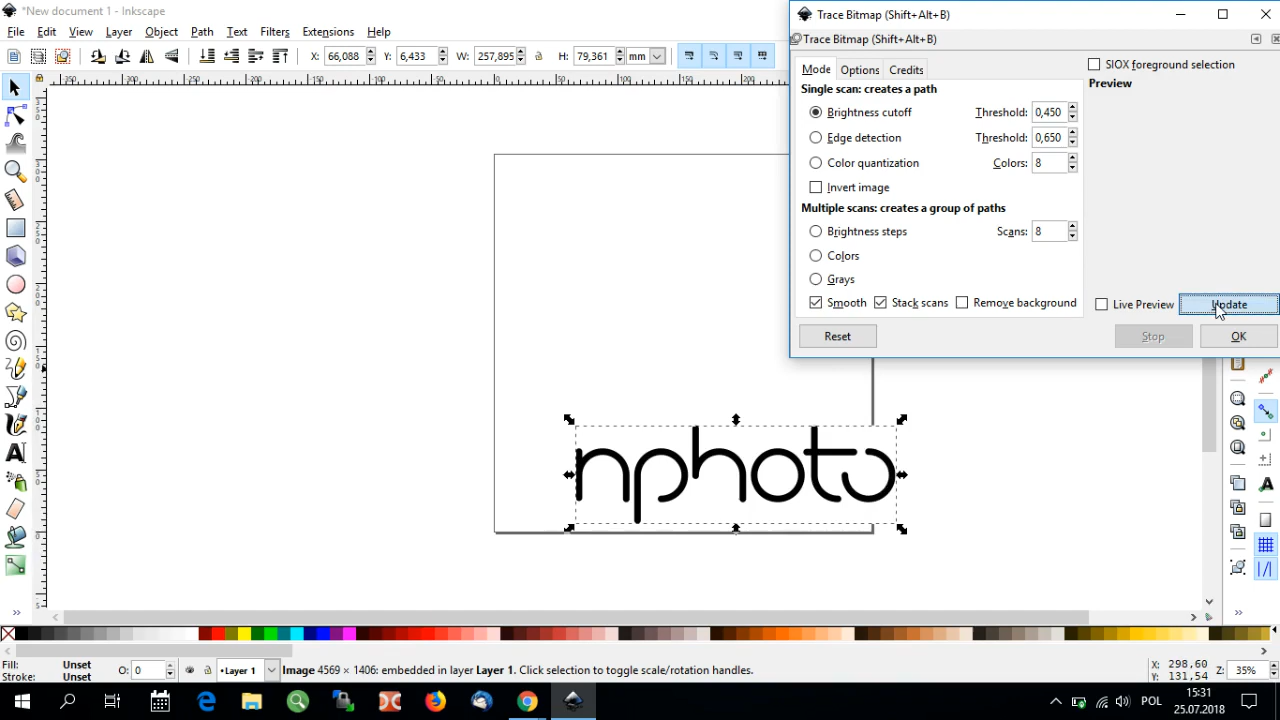 *New document 1 - Inkscape
File Edit View Layer Object Path Text Filters Extensions Help
X: 66,088 Y: 6,433 W: 257,895 H: 79,361 mm
Trace Bitmap (Shift+Alt+B)
Trace Bitmap (Shift+Alt+B)
Mode Options Credits
SIOX foreground selection
Single scan: creates a path
Preview
Brightness cutoff Threshold: 0,450
Edge detection Threshold: 0,650
Color quantization Colors: 8
Invert image
Multiple scans: creates a group of paths
Brightness steps Scans: 8
Colors
Grays
Smooth Stack scans Remove background
Live Preview Update
Reset Stop OK
nphoto
Fill: Unset
Stroke: Unset
O: 0
•Layer 1
Image 4569 × 1406: embedded in layer Layer 1. Click selection to toggle scale/rotation handles.
X: 298,60
Y: 131,54
Z: 35%
POL
15:31
25.07.2018